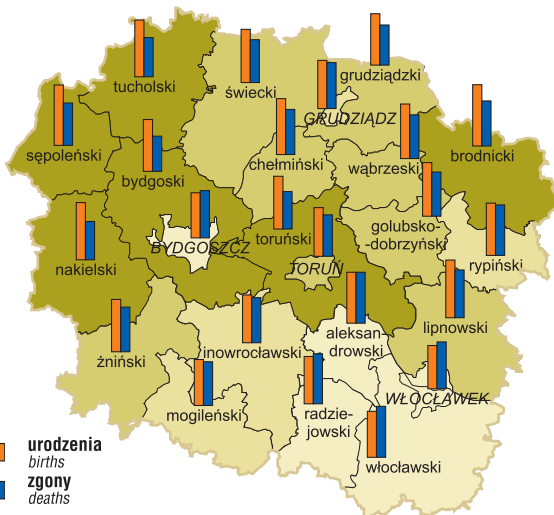 tucholski
świecki
grudziądzki
GRUDZIĄDZ
sępoleński
bydgoski
chełmiński
wąbrzeski
brodnicki
BYDGOSZCZ
toruński
golubsko-
-dobrzyński
nakielski
TORUŃ
rypiński
żniński
inowrocławski
aleksan-
drowski
lipnowski
mogileński
radzie-
jowski
WŁOCŁAWEK
włocławski
urodzenia
births
zgony
deaths